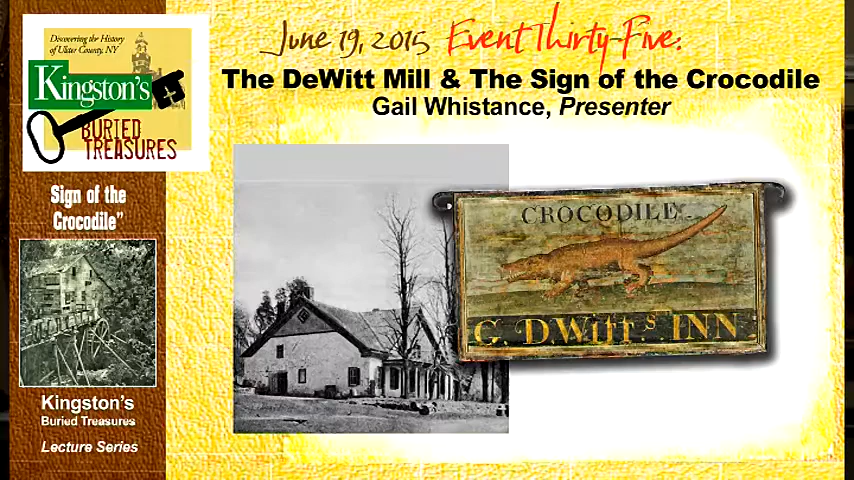 June 19, 2015 Event Thirty-Five:
The DeWitt Mill & The Sign of the Crocodile
Gail Whistance, Presenter
Discovering the History
of Ulster County, NY
Kingston's
BURIED
TREASURES
Sign of the
Crocodile”
Kingston's
Buried Treasures
Lecture Series
CROCODILE
C. D.Witt's INN